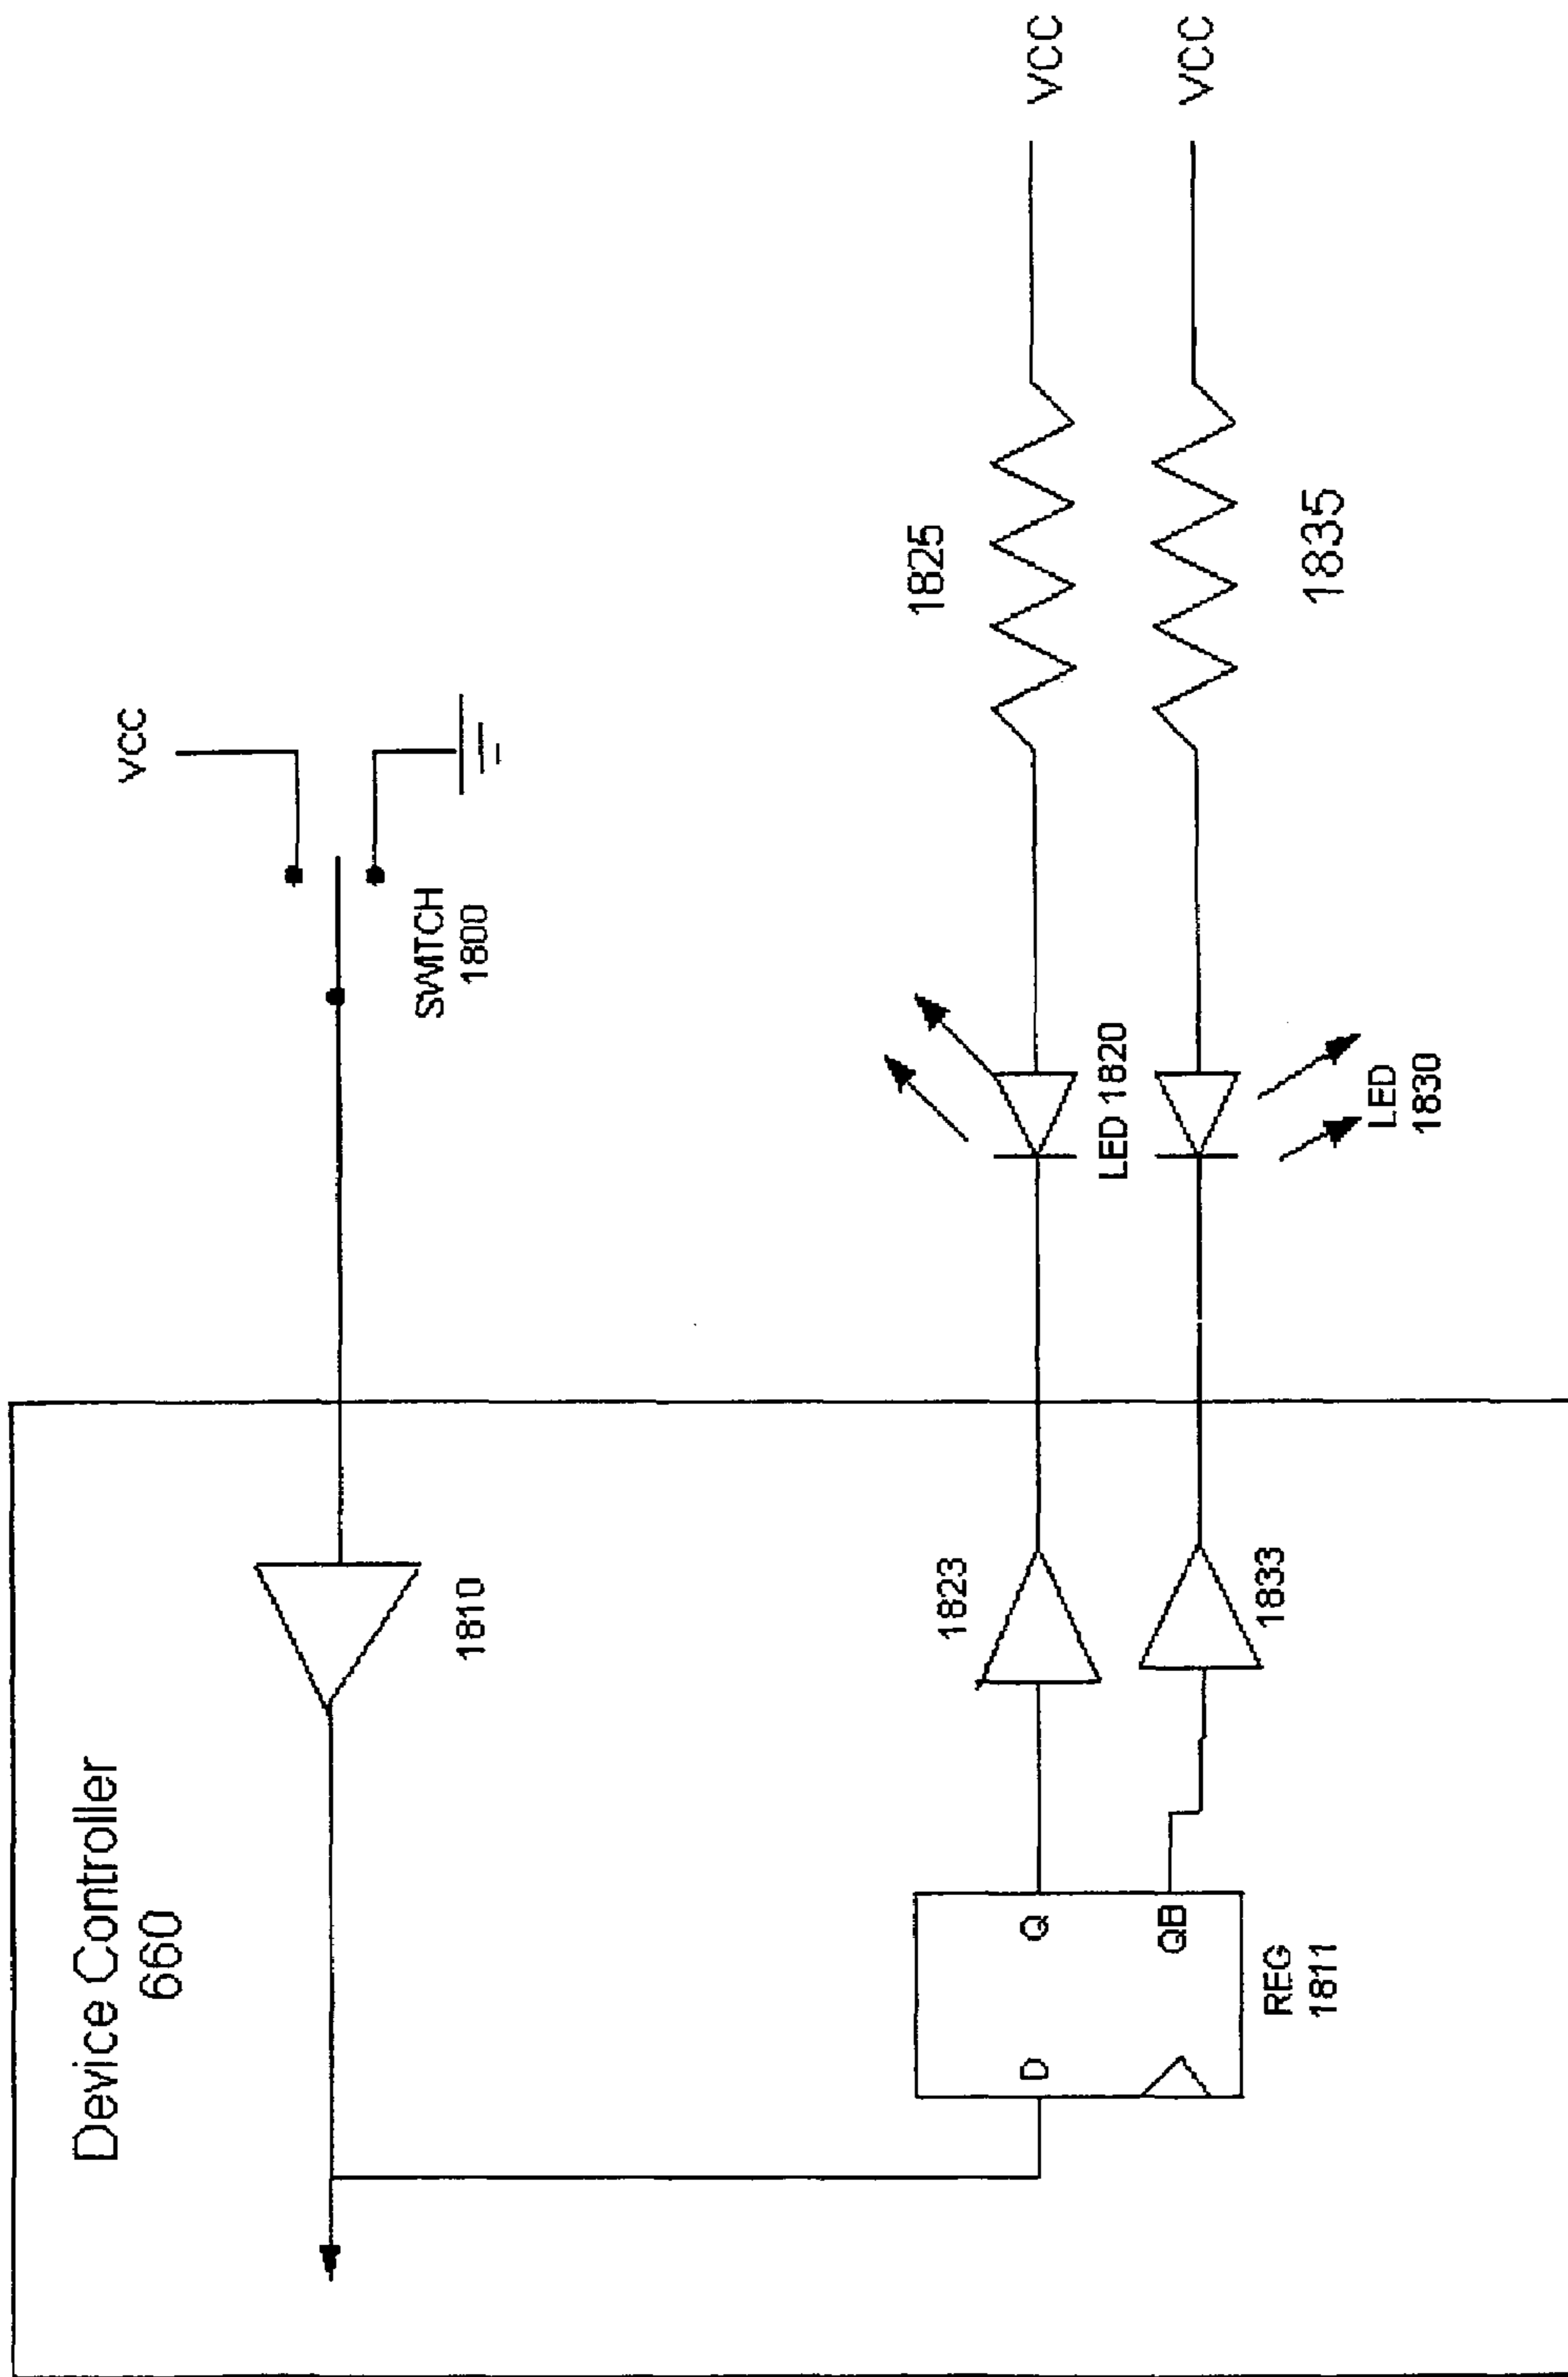 Device Controller
660
VCC
SWITCH
1800
1810
1825
1823
LED 1820
VCC
D
Q
QB
REG
1811
1833
LED
1830
1835
VCC